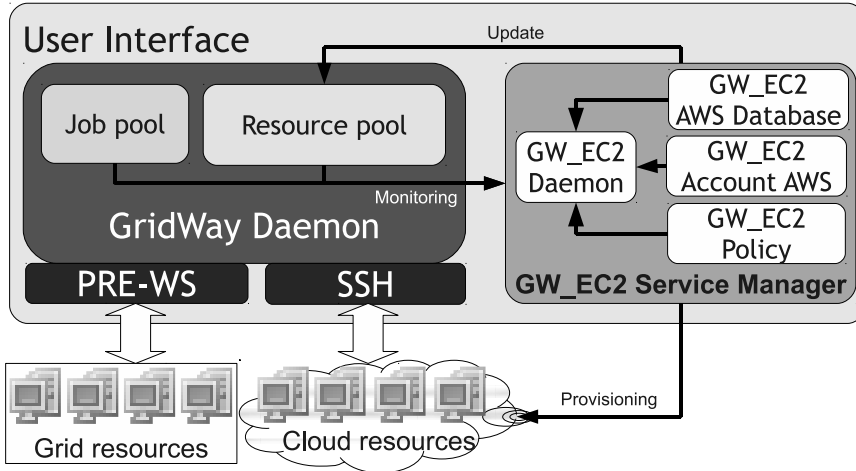 User Interface
Update
Job pool
Resource pool
Monitoring
GridWay Daemon
PRE-WS
SSH
GW_EC2
AWS Database
GW_EC2
Daemon
GW_EC2
Account AWS
GW_EC2
Policy
GW_EC2 Service Manager
Grid resources
Cloud resources
Provisioning